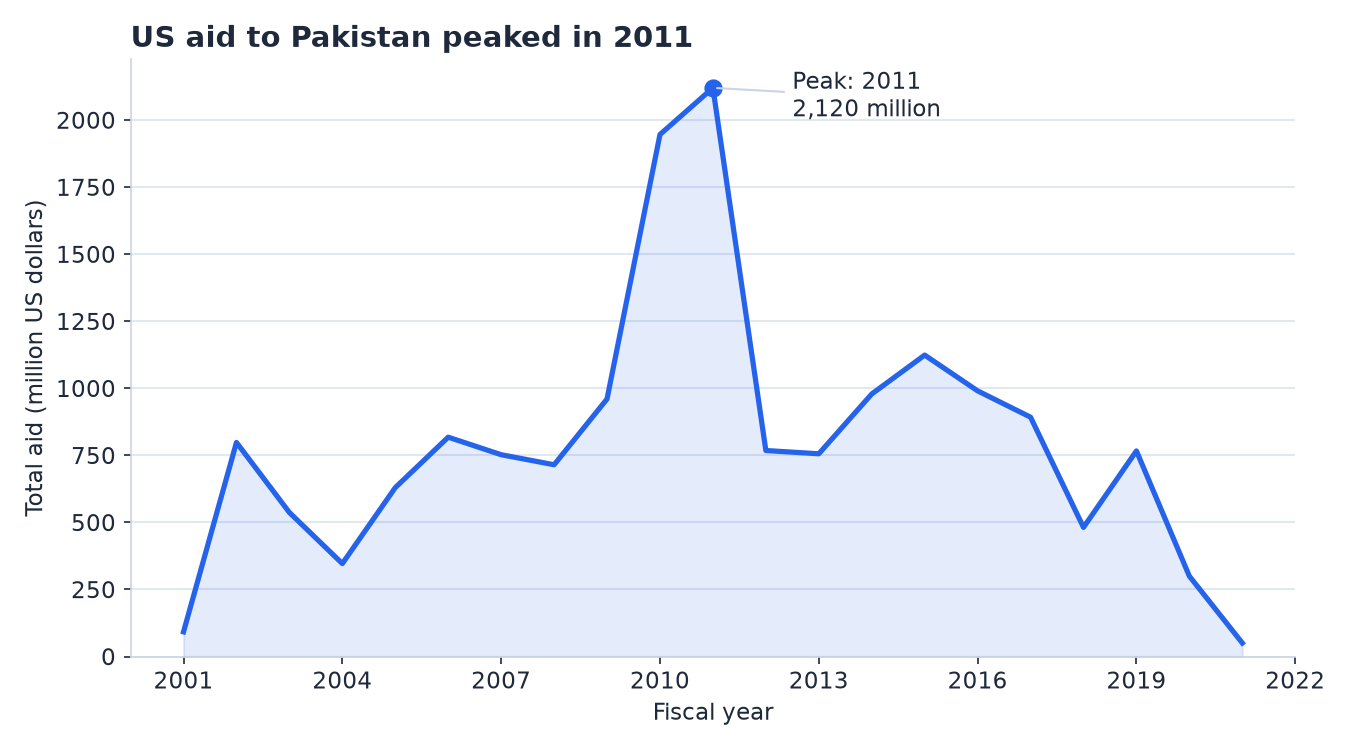 US aid to Pakistan peaked in 2011
Peak: 2011
2,120 million
Total aid (million US dollars)
2000
1750
1500
1250
1000
750
500
250
0
2001 2004 2007 2010 2013 2016 2019 2022
Fiscal year